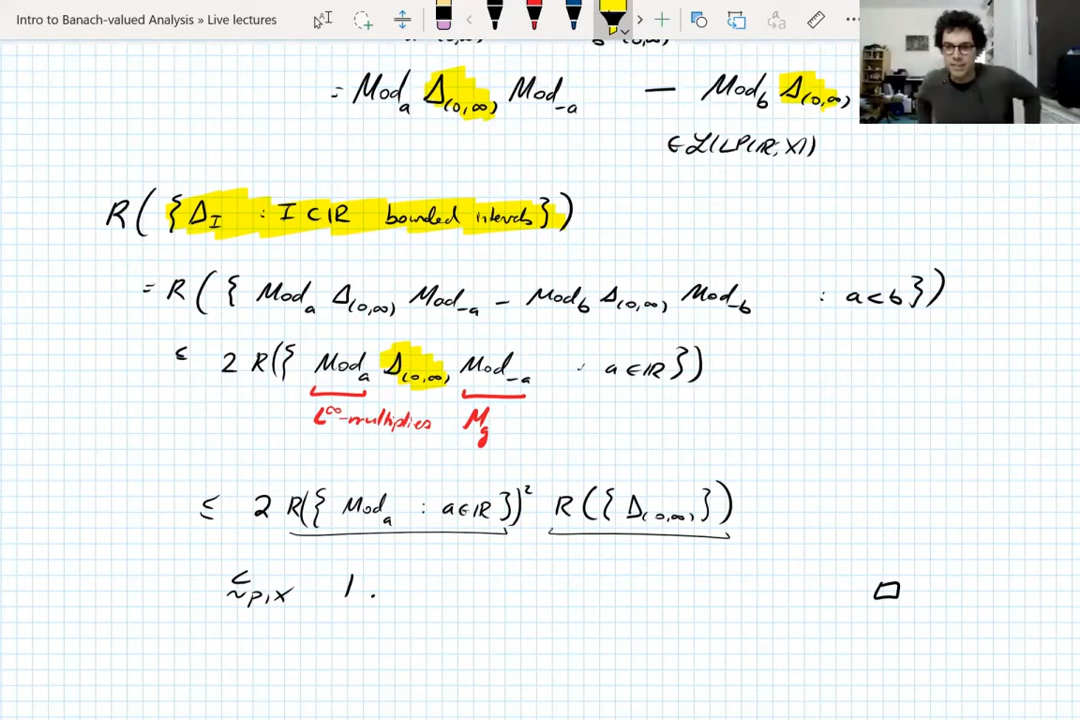 Intro to Banach-valued Analysis » Live lectures
= Mod_a Δ_(0,∞) Mod_-a — Mod_b Δ_(0,∞)
∈ ℒ(L^p(ℝ; X))
R({Δ_I : I ⊂ ℝ bounded intervals})
= R({ Mod_a Δ_(0,∞) Mod_-a - Mod_b Δ_(0,∞) Mod_-b : a<b })
≤ 2 R({ Mod_a Δ_(0,∞) Mod_-a : a∈ℝ })
L^∞-multiplies M_g
≤ 2 R({ Mod_a : a∈ℝ })² R({ Δ_(0,∞) })
≲_p,X 1. □